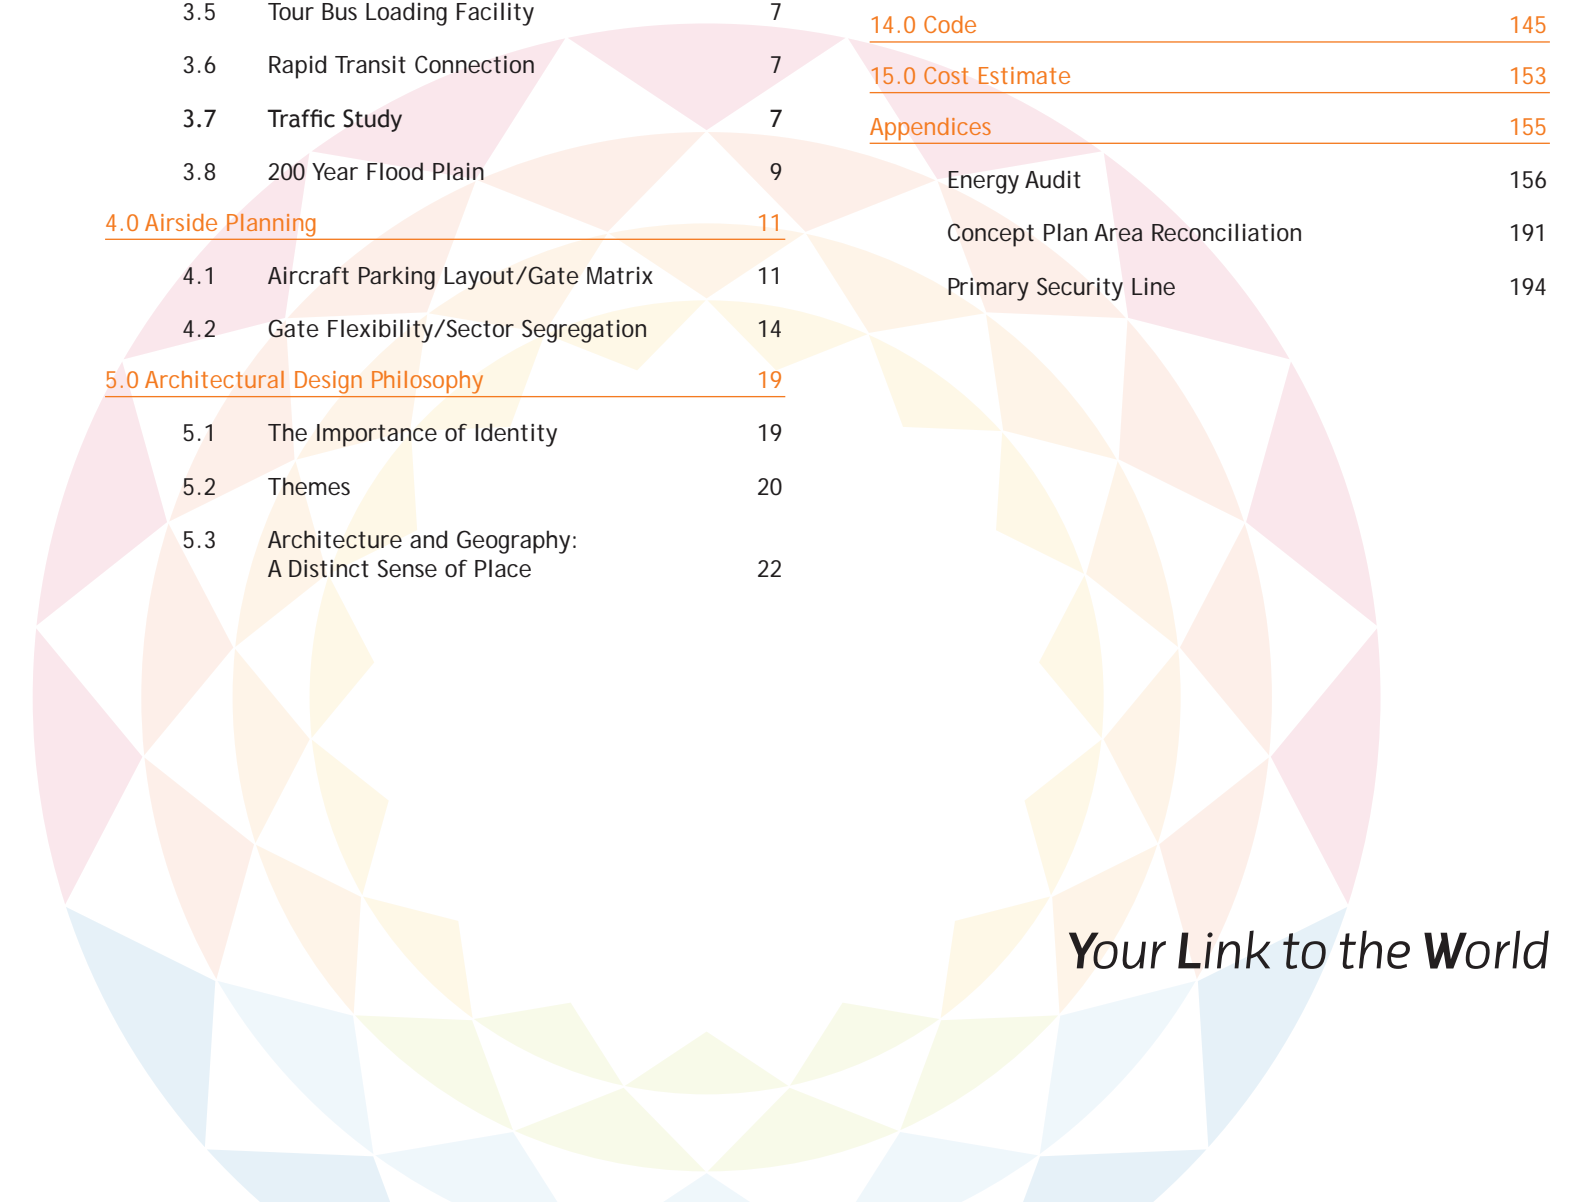 3.5 Tour Bus Loading Facility 7
3.6 Rapid Transit Connection 7
3.7 Traffic Study 7
3.8 200 Year Flood Plain 9
4.0 Airside Planning 11
4.1 Aircraft Parking Layout/Gate Matrix 11
4.2 Gate Flexibility/Sector Segregation 14
5.0 Architectural Design Philosophy 19
5.1 The Importance of Identity 19
5.2 Themes 20
5.3 Architecture and Geography:
A Distinct Sense of Place 22
14.0 Code 145
15.0 Cost Estimate 153
Appendices 155
Energy Audit 156
Concept Plan Area Reconciliation 191
Primary Security Line 194
Your Link to the World